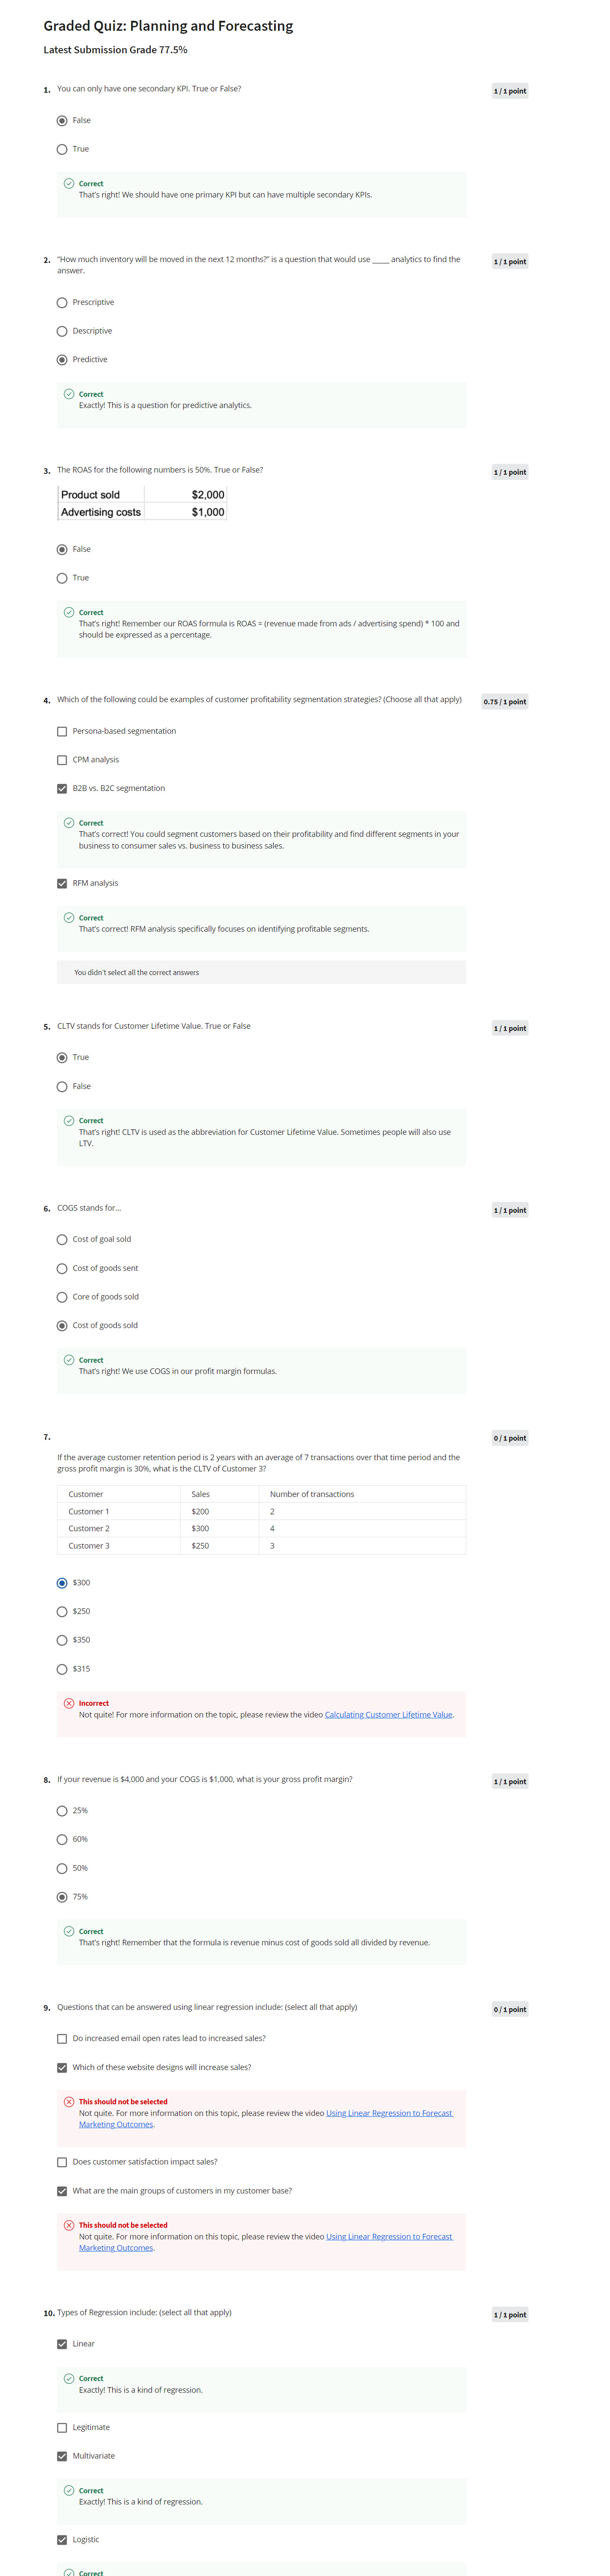 Graded Quiz: Planning and Forecasting
Latest Submission Grade 77.5%
1. You can only have one secondary KPI. True or False?
1 / 1 point
False
True
Correct
That's right! We should have one primary KPI but can have multiple secondary KPIs.
2. "How much inventory will be moved in the next 12 months?" is a question that would use _____ analytics to find the
answer.
1 / 1 point
Prescriptive
Descriptive
Predictive
Correct
Exactly! This is a question for predictive analytics.
3. The ROAS for the following numbers is 50%. True or False?
1 / 1 point
Product sold $2,000
Advertising costs $1,000
False
True
Correct
That's right! Remember our ROAS formula is ROAS = (revenue made from ads / advertising spend) * 100 and
should be expressed as a percentage.
4. Which of the following could be examples of customer profitability segmentation strategies? (Choose all that apply)
0.75 / 1 point
Persona-based segmentation
CPM analysis
B2B vs. B2C segmentation
Correct
That's correct! You could segment customers based on their profitability and find different segments in your
business to consumer sales vs. business to business sales.
RFM analysis
Correct
That's correct! RFM analysis specifically focuses on identifying profitable segments.
You didn't select all the correct answers
5. CLTV stands for Customer Lifetime Value. True or False
1 / 1 point
True
False
Correct
That's right! CLTV is used as the abbreviation for Customer Lifetime Value. Sometimes people will also use
LTV.
6. COGS stands for...
1 / 1 point
Cost of goal sold
Cost of goods sent
Core of goods sold
Cost of goods sold
Correct
That's right! We use COGS in our profit margin formulas.
7.
0 / 1 point
If the average customer retention period is 2 years with an average of 7 transactions over that time period and the
gross profit margin is 30%, what is the CLTV of Customer 3?
Customer Sales Number of transactions
Customer 1 $200 2
Customer 2 $300 4
Customer 3 $250 3
$300
$250
$350
$315
Incorrect
Not quite! For more information on the topic, please review the video Calculating Customer Lifetime Value.
8. If your revenue is $4,000 and your COGS is $1,000, what is your gross profit margin?
1 / 1 point
25%
60%
50%
75%
Correct
That's right! Remember that the formula is revenue minus cost of goods sold all divided by revenue.
9. Questions that can be answered using linear regression include: (select all that apply)
0 / 1 point
Do increased email open rates lead to increased sales?
Which of these website designs will increase sales?
This should not be selected
Not quite. For more information on this topic, please review the video Using Linear Regression to Forecast
Marketing Outcomes.
Does customer satisfaction impact sales?
What are the main groups of customers in my customer base?
This should not be selected
Not quite. For more information on this topic, please review the video Using Linear Regression to Forecast
Marketing Outcomes.
10. Types of Regression include: (select all that apply)
1 / 1 point
Linear
Correct
Exactly! This is a kind of regression.
Legitimate
Multivariate
Correct
Exactly! This is a kind of regression.
Logistic
Correct